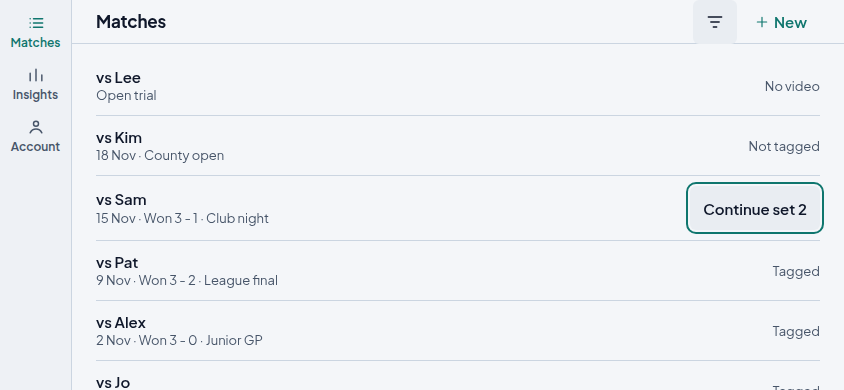 Matches
Insights
Account
Matches
+ New
vs Lee
Open trial
No video
vs Kim
18 Nov · County open
Not tagged
vs Sam
15 Nov · Won 3 - 1 · Club night
Continue set 2
vs Pat
9 Nov · Won 3 - 2 · League final
Tagged
vs Alex
2 Nov · Won 3 - 0 · Junior GP
Tagged
vs Jo